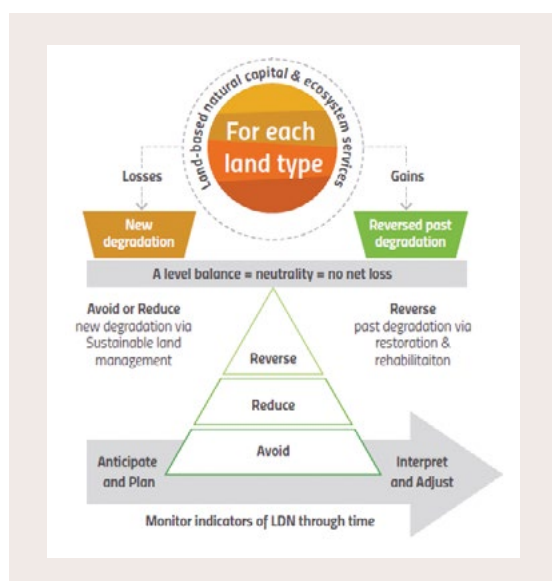 Land-based natural capital & ecosystem services
For each
land type
Losses
Gains
New
degradation
Reversed past
degradation
A level balance = neutrality = no net loss
Avoid or Reduce
new degradation via
Sustainable land
management
Reverse
past degradation via
restoration &
rehabilitaiton
Reverse
Reduce
Avoid
Anticipate
and Plan
Interpret
and Adjust
Monitor indicators of LDN through time